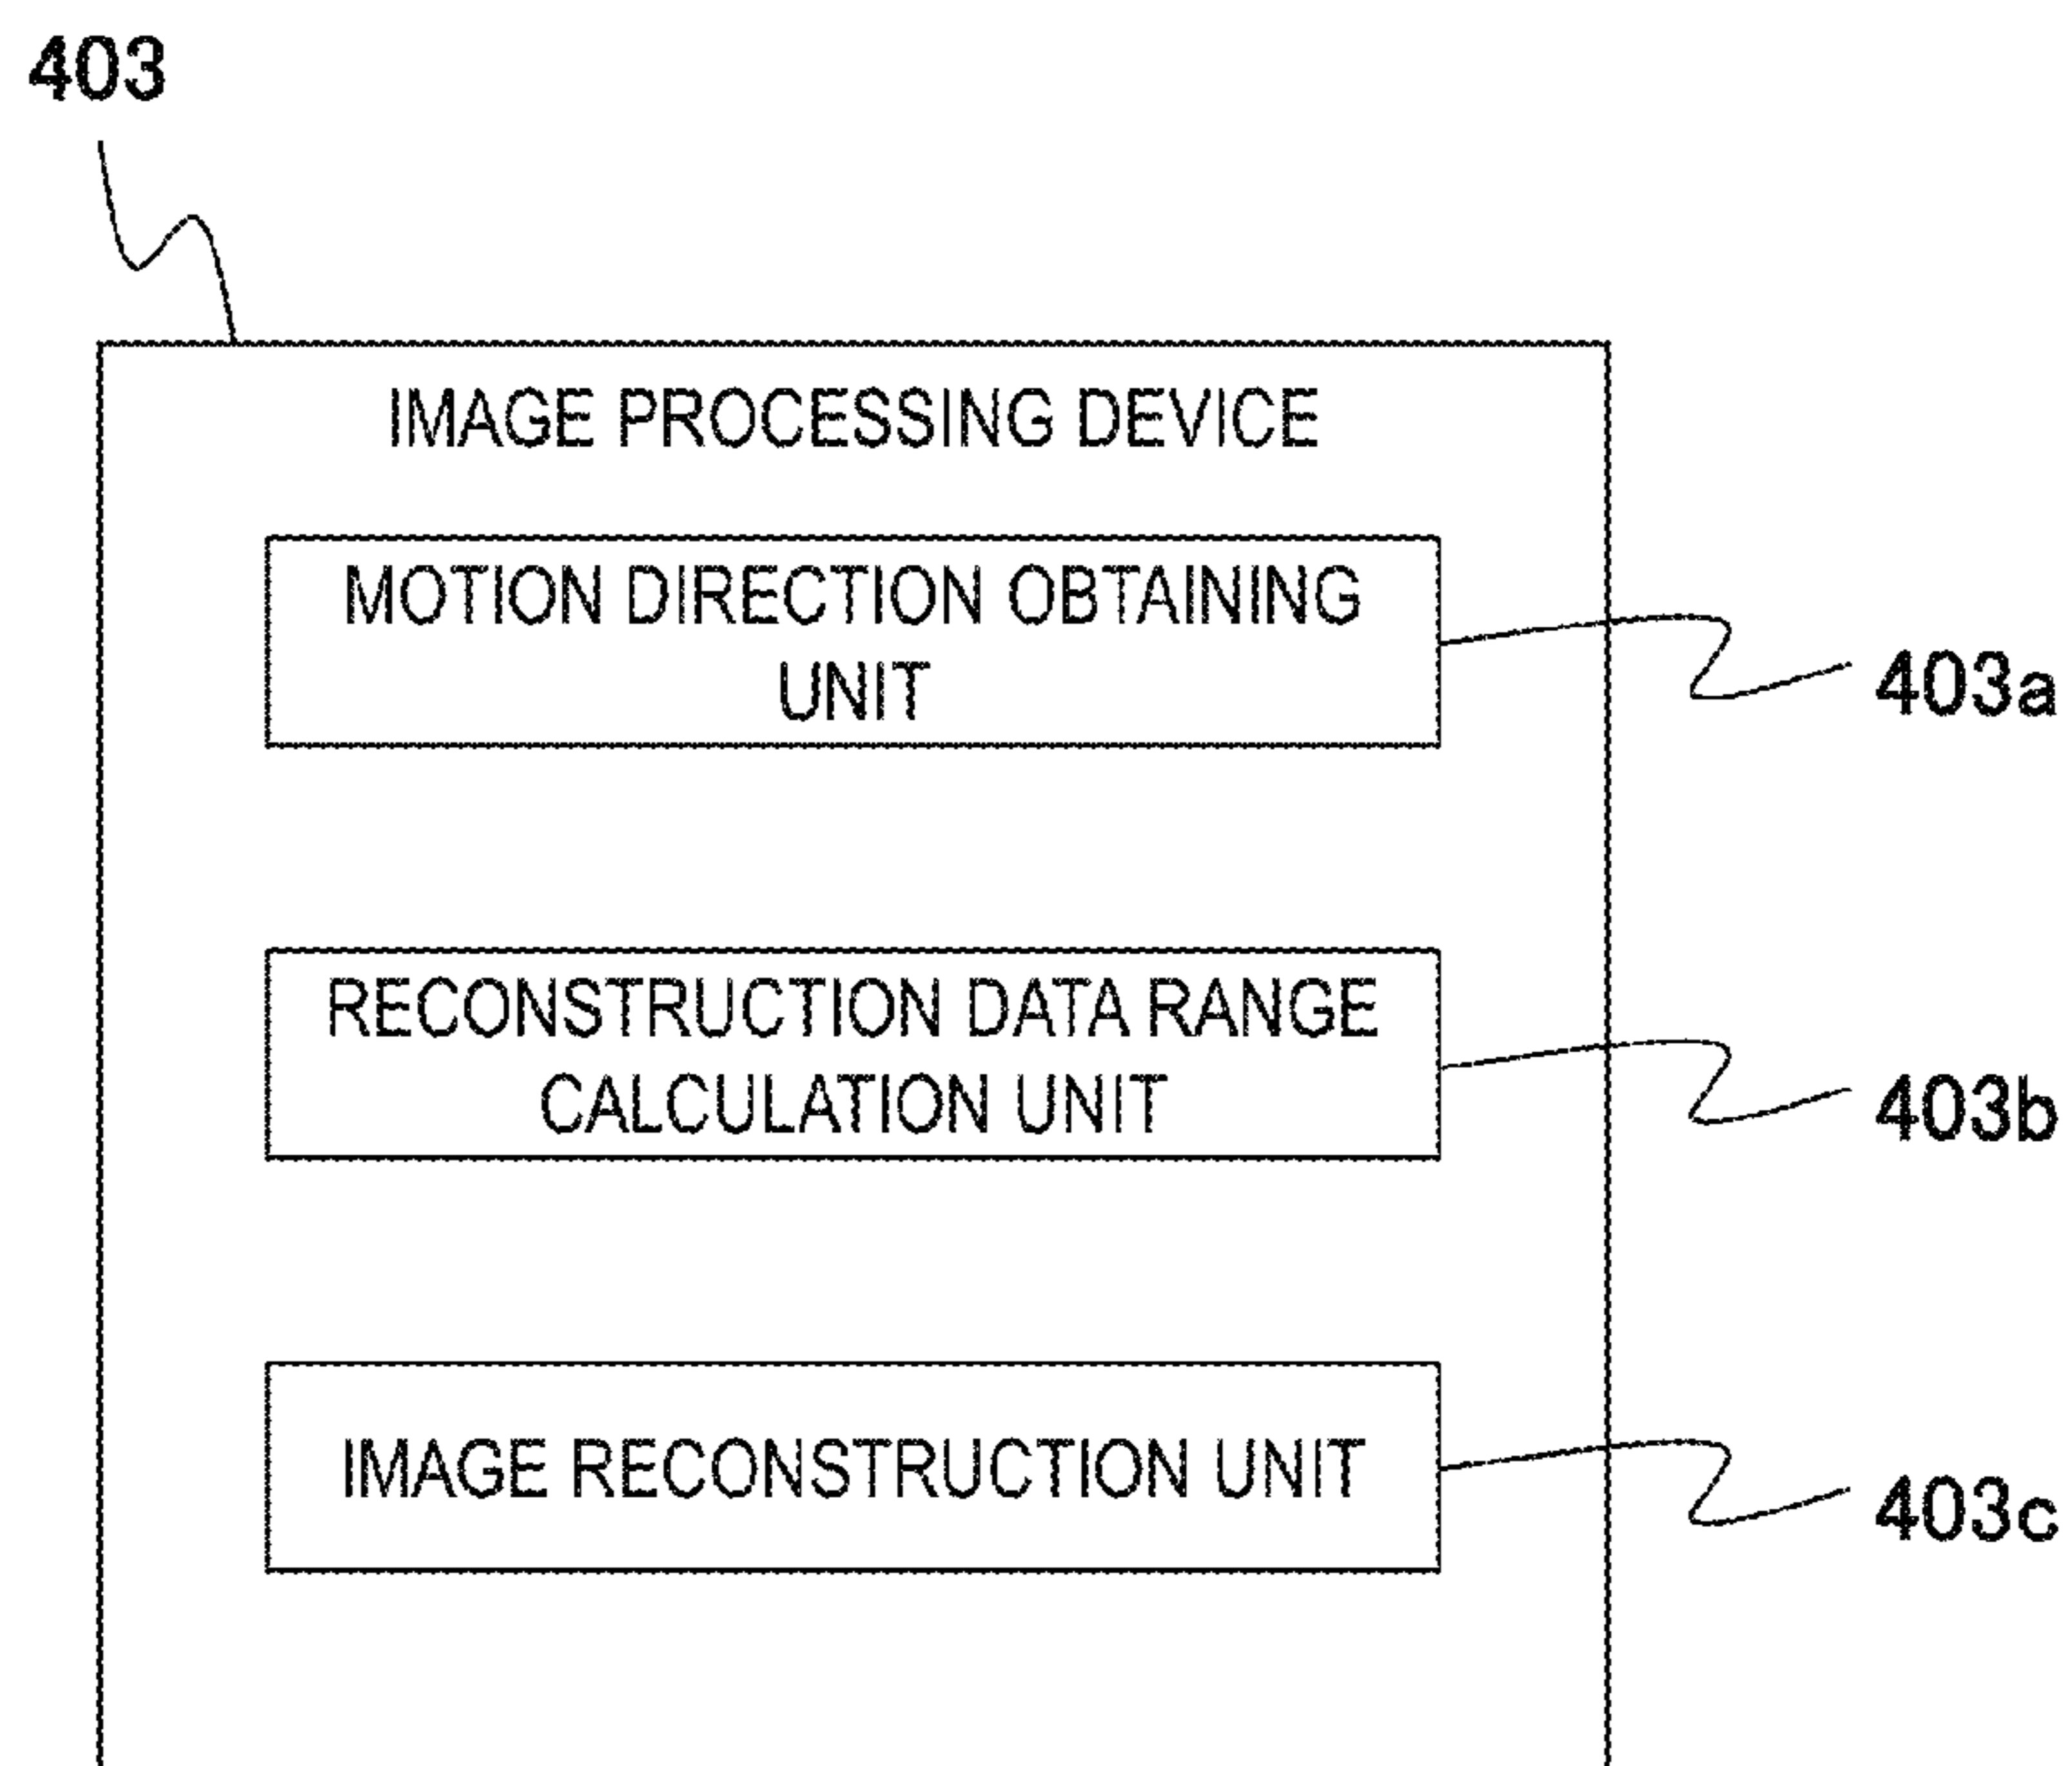 403
IMAGE PROCESSING DEVICE
MOTION DIRECTION OBTAINING
UNIT
403a
RECONSTRUCTION DATA RANGE
CALCULATION UNIT
403b
IMAGE RECONSTRUCTION UNIT
403c